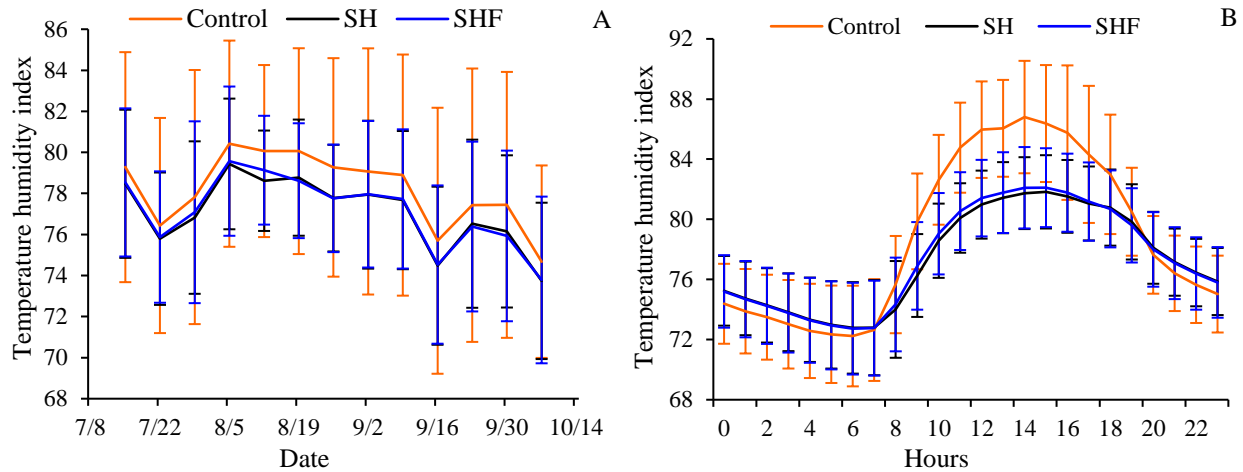 Control SH SHF A
Temperature humidity index
86
84
82
80
78
76
74
72
70
68
7/8 7/22 8/5 8/19 9/2 9/16 9/30 10/14
Date
B
Control SH SHF
Temperature humidity index
92
88
84
80
76
72
68
0 2 4 6 8 10 12 14 16 18 20 22
Hours